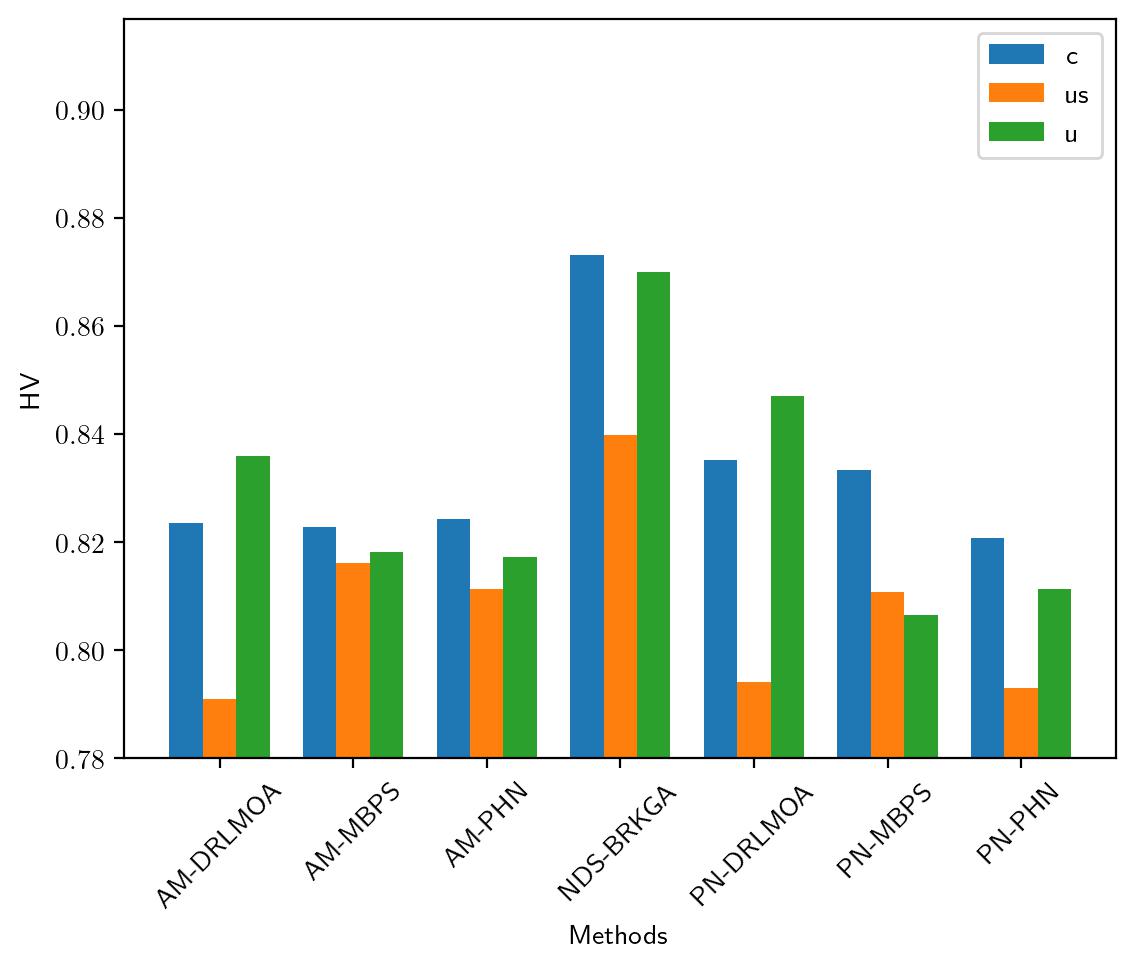 c
us
u
0.90
0.88
0.86
0.84
0.82
0.80
0.78
HV
AM-DRLMOA
AM-MBPS
AM-PHN
NDS-BRKGA
PN-DRLMOA
PN-MBPS
PN-PHN
Methods